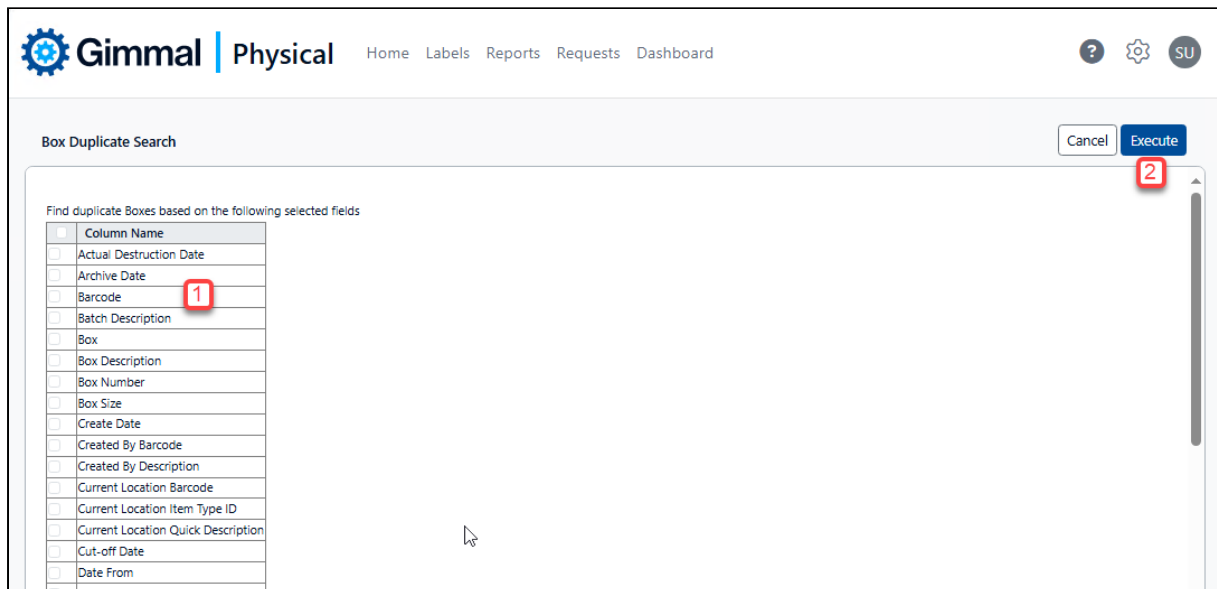 Gimmal | Physical Home Labels Reports Requests Dashboard ? SU
Box Duplicate Search Cancel Execute
2
Find duplicate Boxes based on the following selected fields
Column Name
Actual Destruction Date
Archive Date
Barcode
1
Batch Description
Box
Box Description
Box Number
Box Size
Create Date
Created By Barcode
Created By Description
Current Location Barcode
Current Location Item Type ID
Current Location Quick Description
Cut-off Date
Date From